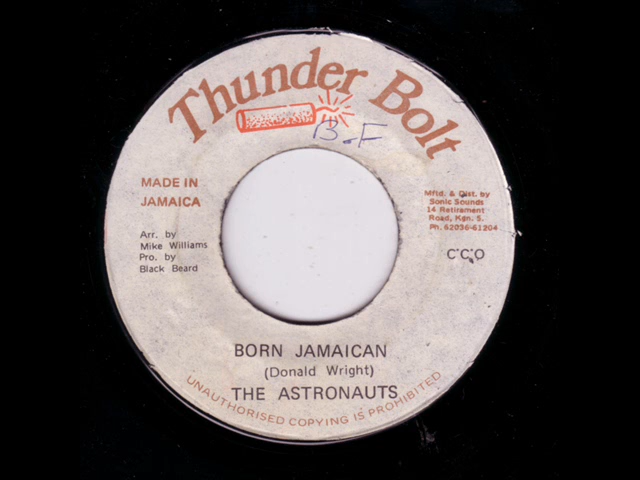 Thunder Bolt
B.F
MADE IN
JAMAICA
Arr. by
Mike Williams
Pro. by
Black Beard
Mfld. & Dist. by
Sonic Sounds
14 Retirement
Road, Kgn. 5.
Ph. 62036-61204
C.C.O
BORN JAMAICAN
(Donald Wright)
THE ASTRONAUTS
UNAUTHORISED COPYING IS PROHIBITED